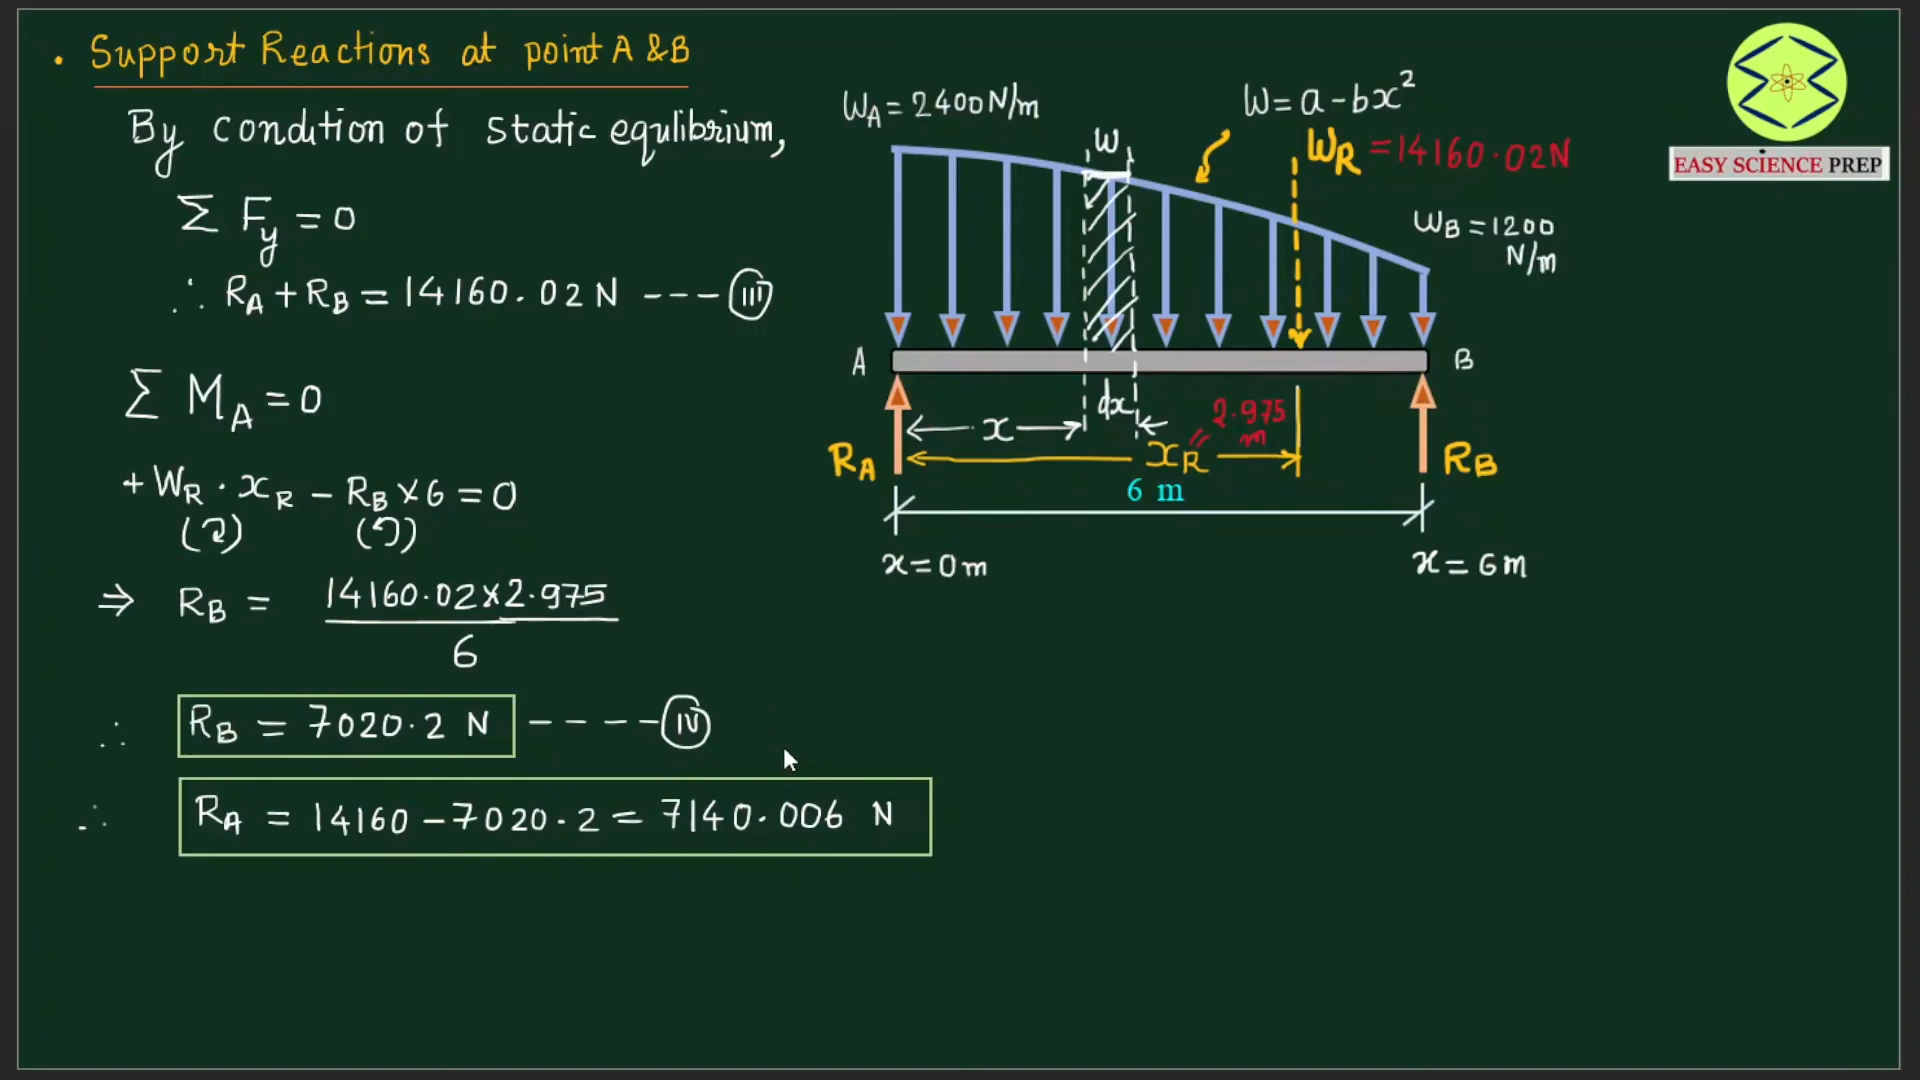 • Support Reactions at point A & B
By condition of static equlibrium,
Σ Fy = 0
∴ RA + RB = 14160.02 N --- (III)
Σ MA = 0
+ WR · xR – RB × 6 = 0
(↻) (↺)
⇒ RB = 14160.02 × 2.975
6
∴ RB = 7020.2 N ---- (IV)
∴ RA = 14160 – 7020.2 = 7140.006 N
WA = 2400 N/m
W
W = a - bx²
WR = 14160.02 N
WB = 1200
N/m
A
B
x
dx
2.975
m
xR
RA
RB
6 m
x = 0 m
x = 6 m
EASY SCIENCE PREP